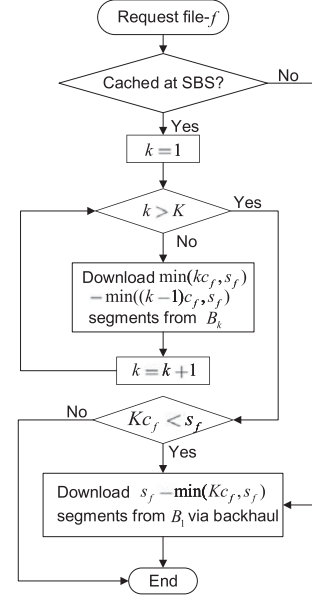 Request file-f
Cached at SBS?
No
Yes
k = 1
k > K
Yes
No
Download min(kc_f, s_f)
−min((k−1)c_f, s_f)
segments from B_k
k = k+1
No
Kc_f < s_f
Yes
Download s_f −min(Kc_f, s_f)
segments from B_1 via backhaul
End